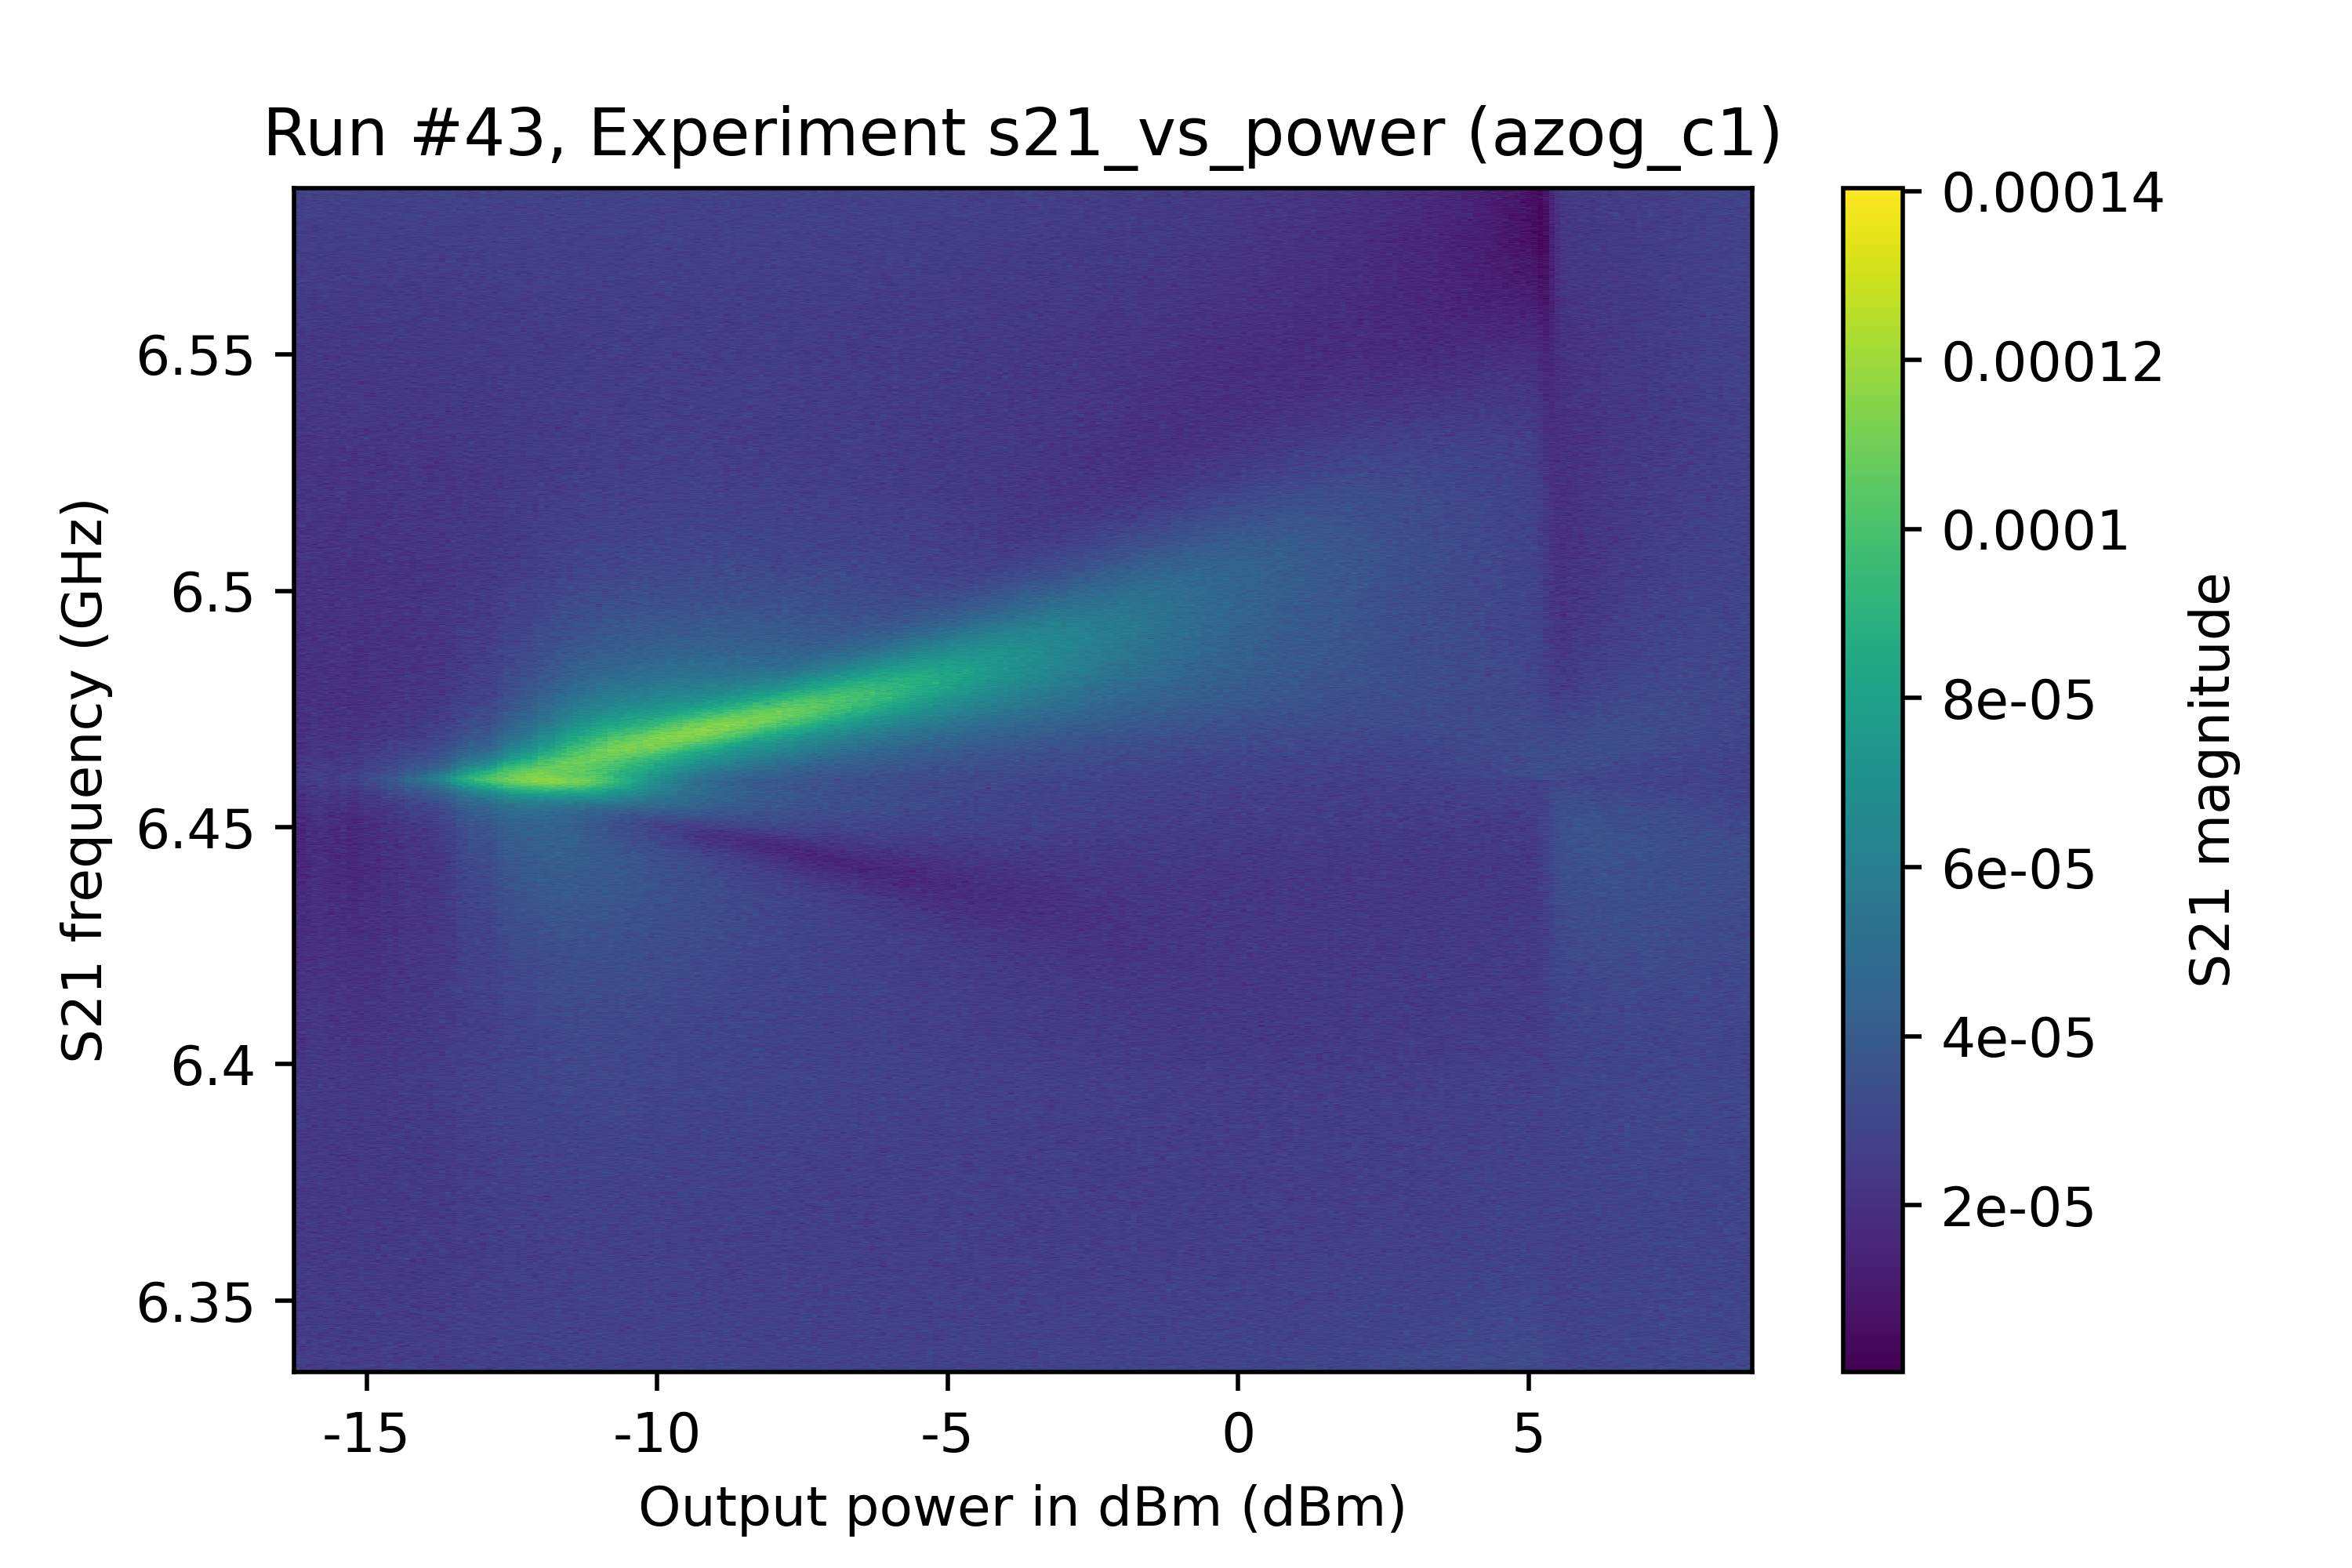 Run #43, Experiment s21_vs_power (azog_c1)
0.00014
0.00012
0.0001
8e-05
6e-05
4e-05
2e-05
S21 magnitude
6.55
6.5
6.45
6.4
6.35
S21 frequency (GHz)
-15 -10 -5 0 5
Output power in dBm (dBm)